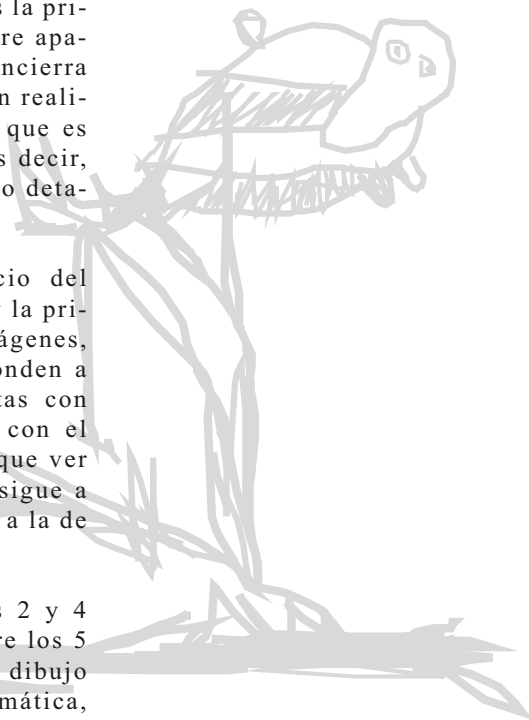 s la pri-
re apa-
ncierra
n reali-
que es
s decir,
o deta-
cio del
y la pri-
ágenes,
onden a
tas con
con el
que ver
sigue a
a la de
s 2 y 4
re los 5
dibujo
mática,